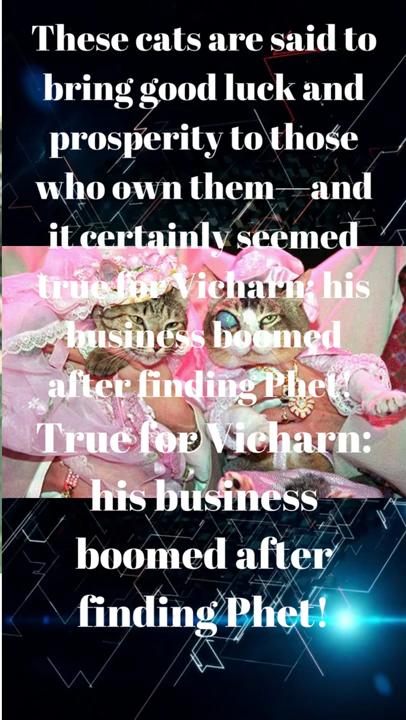 These cats are said to
bring good luck and
prosperity to those
who own them—and
it certainly seemed
true for Vicharn: his
business boomed
after finding Phet!
True for Vicharn:
his business
boomed after
finding Phet!